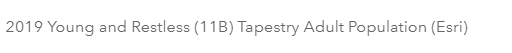 2019 Young and Restless (11B) Tapestry Adult Population (Esri)